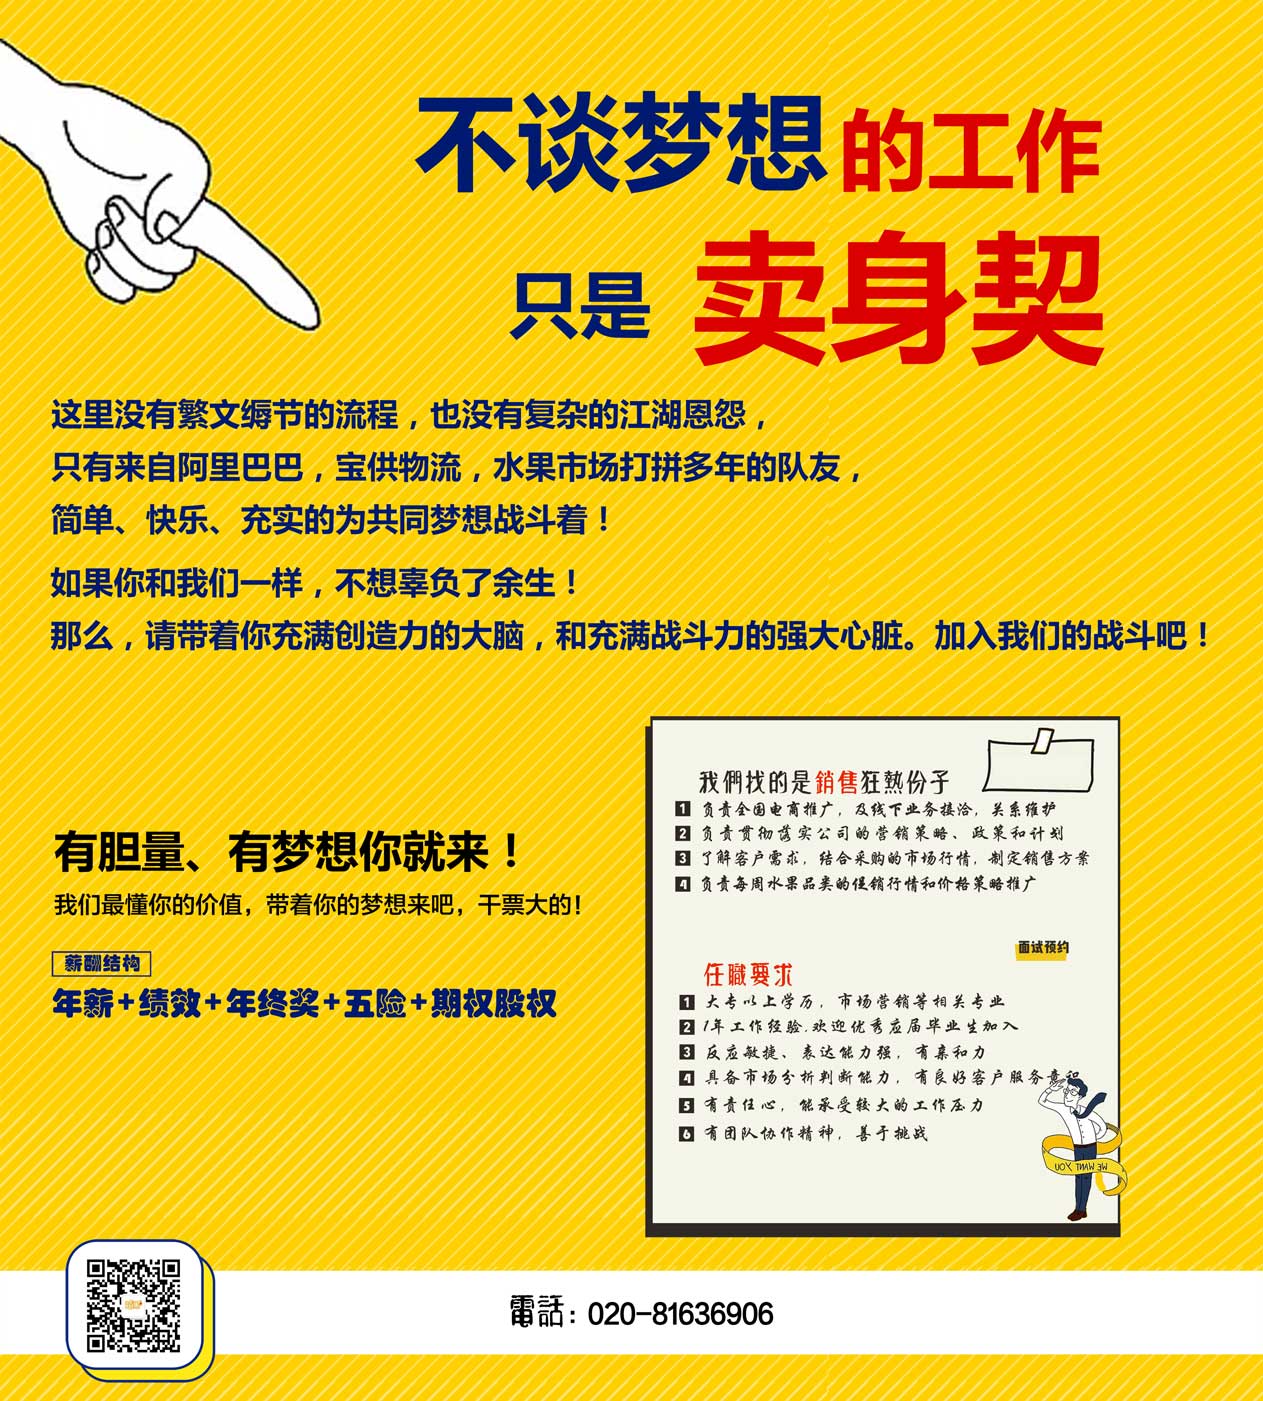 不谈梦想的工作
只是 卖身契
这里没有繁文缛节的流程，也没有复杂的江湖恩怨，
只有来自阿里巴巴，宝供物流，水果市场打拼多年的队友，
简单、快乐、充实的为共同梦想战斗着！
如果你和我们一样，不想辜负了余生！
那么，请带着你充满创造力的大脑，和充满战斗力的强大心脏。加入我们的战斗吧！
有胆量、有梦想你就来！
我们最懂你的价值，带着你的梦想来吧，干票大的！
薪酬结构
年薪+绩效+年终奖+五险+期权股权
我們找的是銷售狂熱份子
1 负责全国电商推广，及线下业务接洽，关系维护
2 负责贯彻落实公司的营销策略、政策和计划
3 了解客户需求，结合采购的市场行情，制定销售方案
4 负责每周水果品类的促销行情和价格策略推广
面试预约
任職要求
1 大专以上学历，市场营销等相关专业
2 1年工作经验.欢迎优秀应届毕业生加入
3 反应敏捷、表达能力强，有亲和力
4 具备市场分析判断能力，有良好客户服务意积
5 有责任心，能承受较大的工作压力
6 有团队协作精神，善于挑战
WE WANT YOU
電話：020-81636906